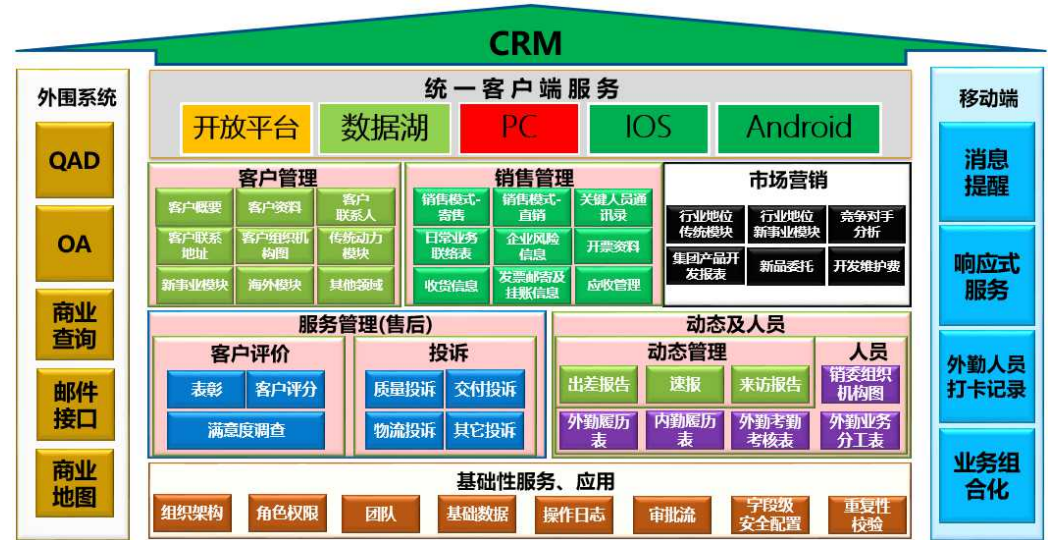 CRM
外围系统
QAD
OA
商业
查询
邮件
接口
商业
地图
统一客户端服务
开放平台
数据湖
PC
IOS
Android
客户管理
客户概要
客户资料
客户
联系人
客户联系
地址
客户组织机
构图
传统动力
模块
新事业模块
海外模块
其他领域
销售管理
销售模式-
寄售
销售模式-
直销
关键人员通
讯录
日常业务
联络表
企业风险
信息
开票资料
收货信息
发票邮寄及
挂账信息
应收管理
市场营销
行业地位
传统模块
行业地位
新事业模块
竞争对手
分析
集团产品开
发报表
新品委托
开发维护费
服务管理(售后)
客户评价
表彰
客户评分
满意度调查
投诉
质量投诉
交付投诉
物流投诉
其它投诉
动态及人员
动态管理
出差报告
速报
来访报告
外勤履历
表
内勤履历
表
外勤考勤
考核表
人员
销委组织
机构图
外勤业务
分工表
基础性服务、应用
组织架构
角色权限
团队
基础数据
操作日志
审批流
字段级
安全配置
重复性
校验
移动端
消息
提醒
响应式
服务
外勤人员
打卡记录
业务组
合化